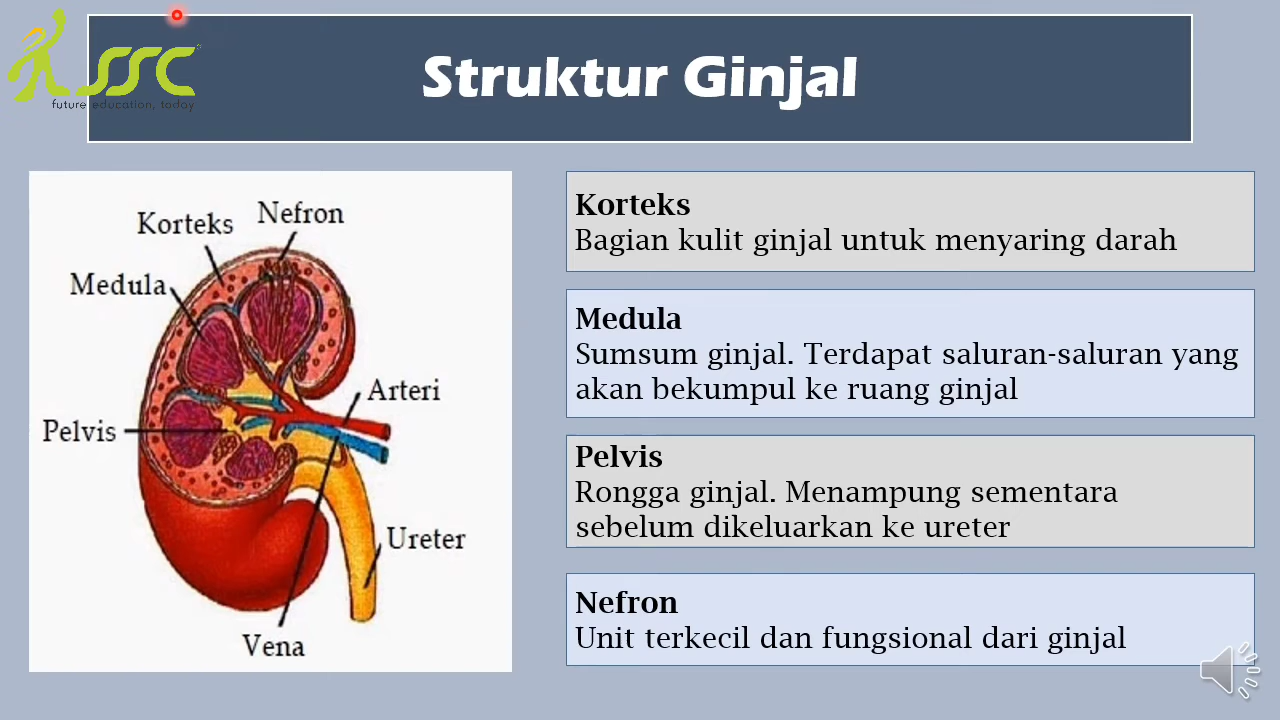 SSC
future education, today
Struktur Ginjal
Korteks
Nefron
Medula
Arteri
Pelvis
Ureter
Vena
Korteks
Bagian kulit ginjal untuk menyaring darah
Medula
Sumsum ginjal. Terdapat saluran-saluran yang
akan bekumpul ke ruang ginjal
Pelvis
Rongga ginjal. Menampung sementara
sebelum dikeluarkan ke ureter
Nefron
Unit terkecil dan fungsional dari ginjal